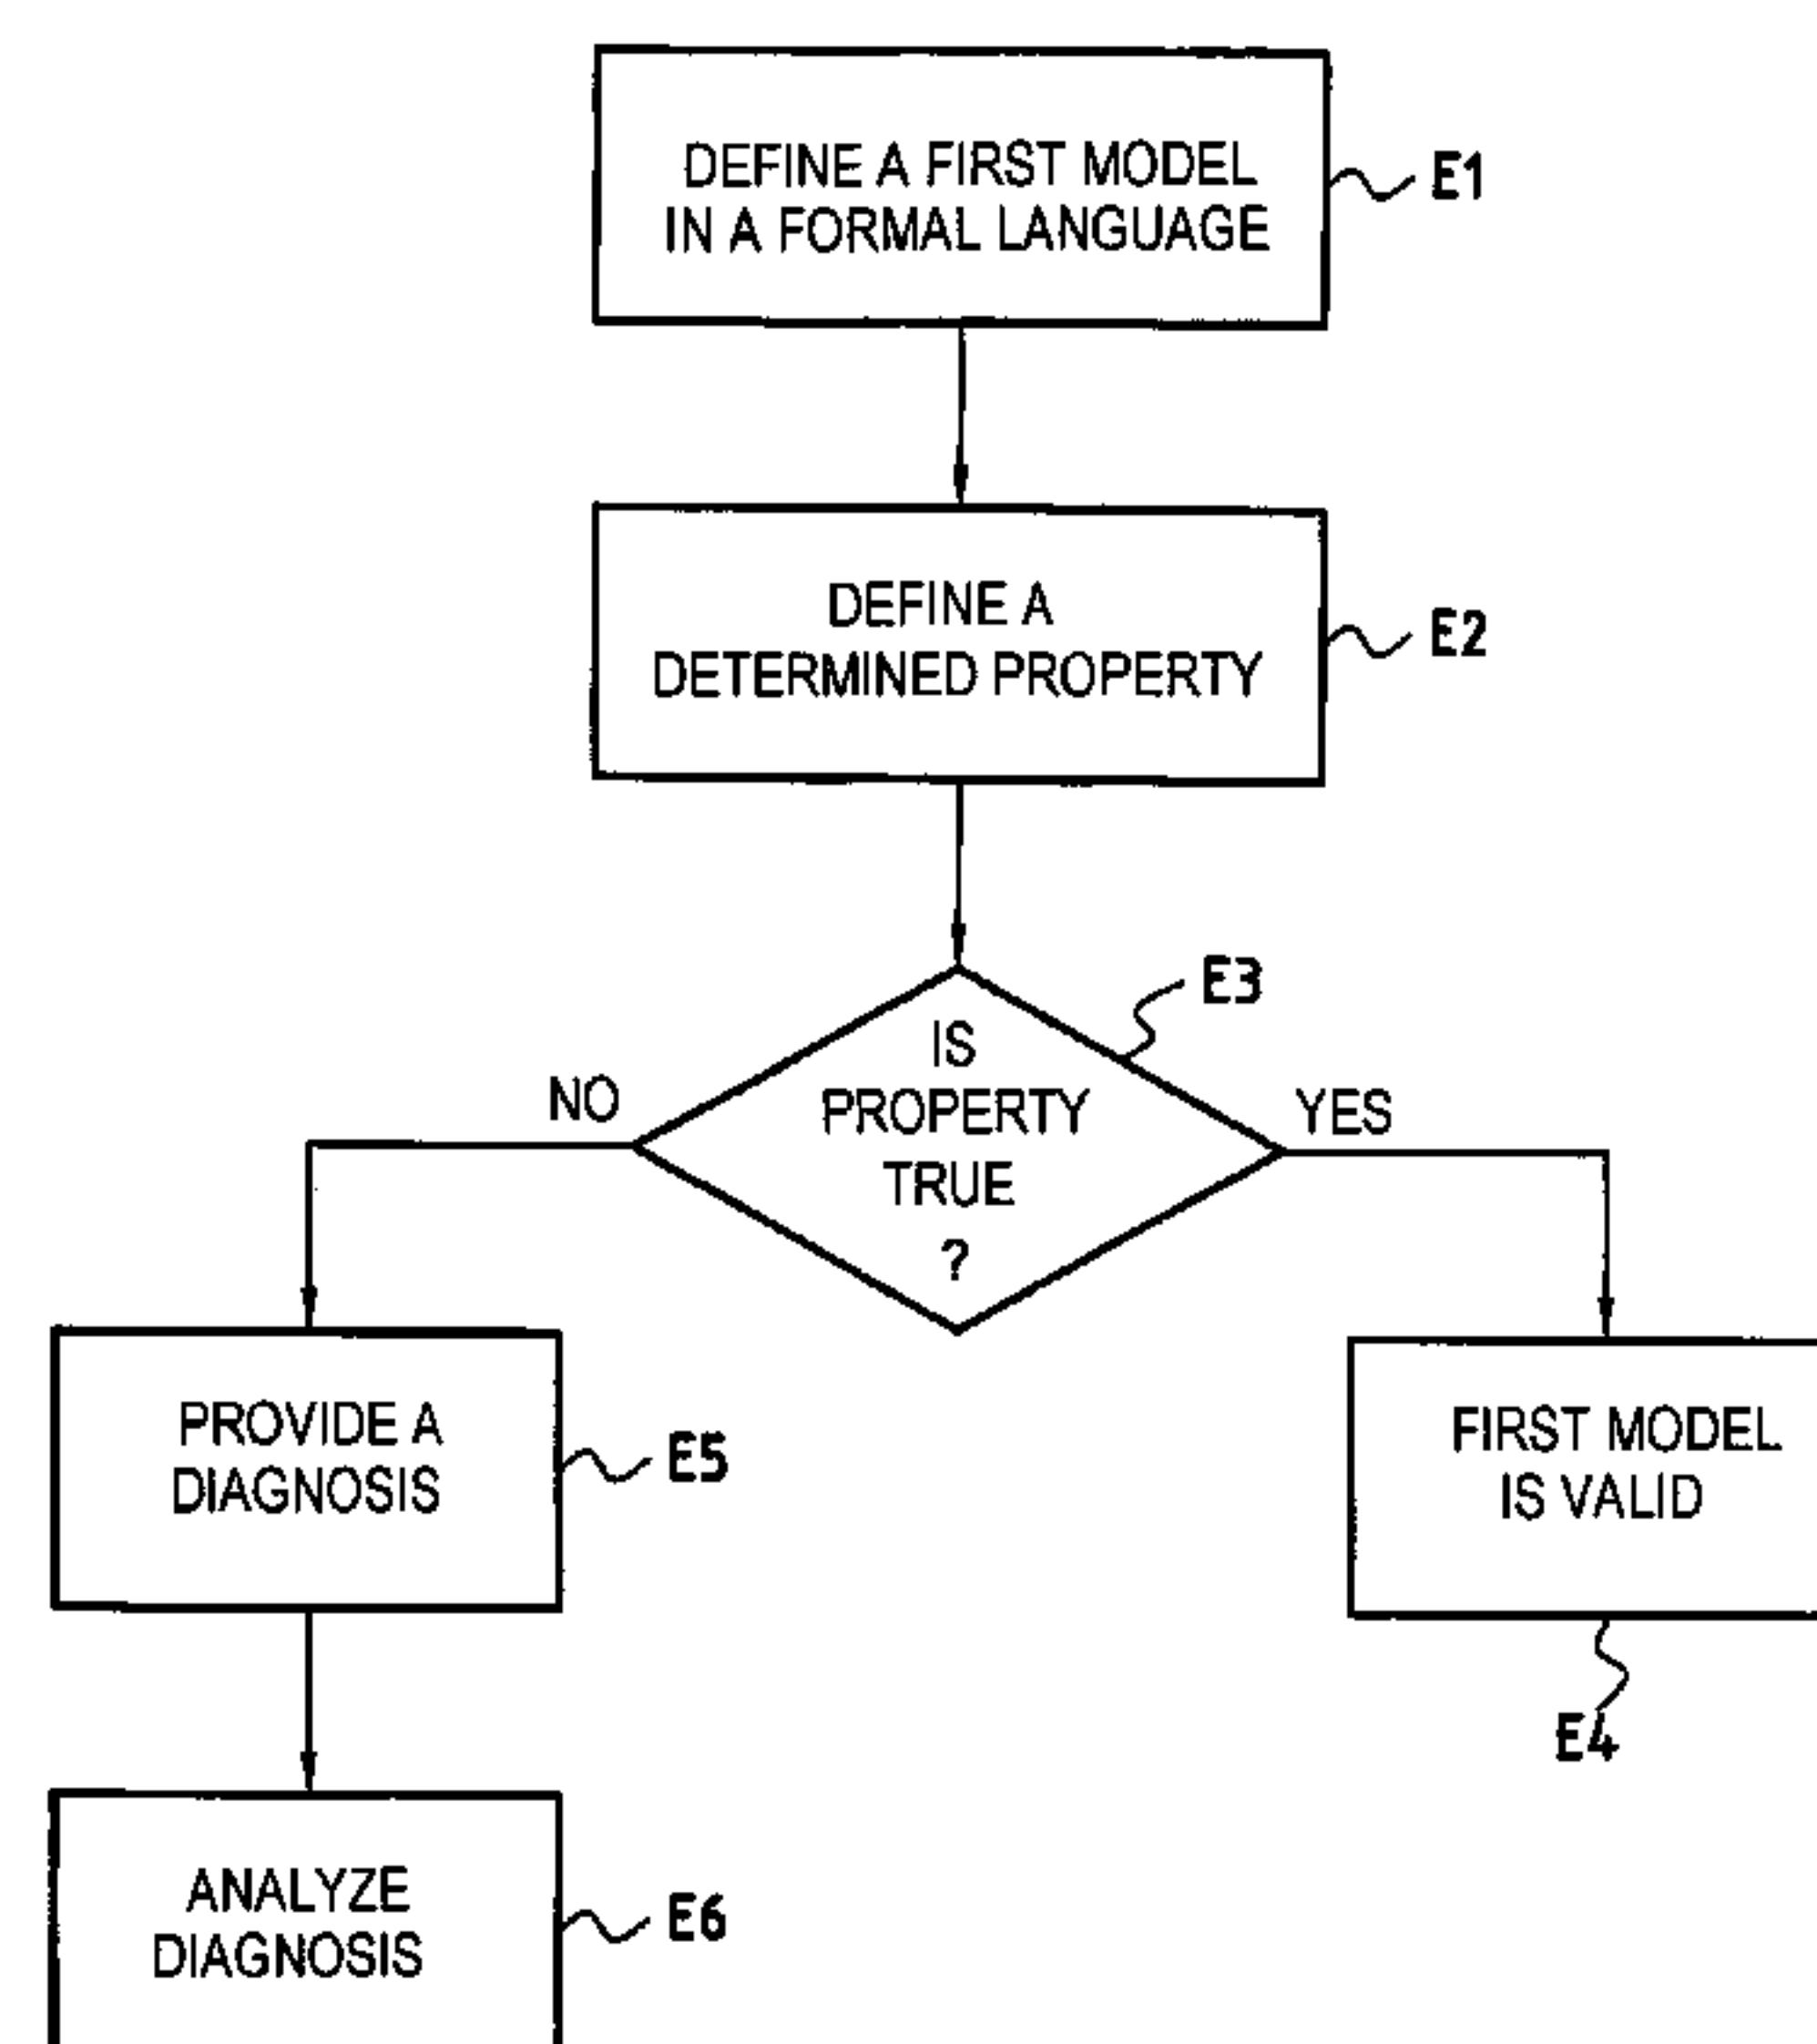 DEFINE A FIRST MODEL
IN A FORMAL LANGUAGE
E1
DEFINE A
DETERMINED PROPERTY
E2
E3
IS
PROPERTY
TRUE
?
NO
YES
PROVIDE A
DIAGNOSIS
E5
FIRST MODEL
IS VALID
E4
ANALYZE
DIAGNOSIS
E6